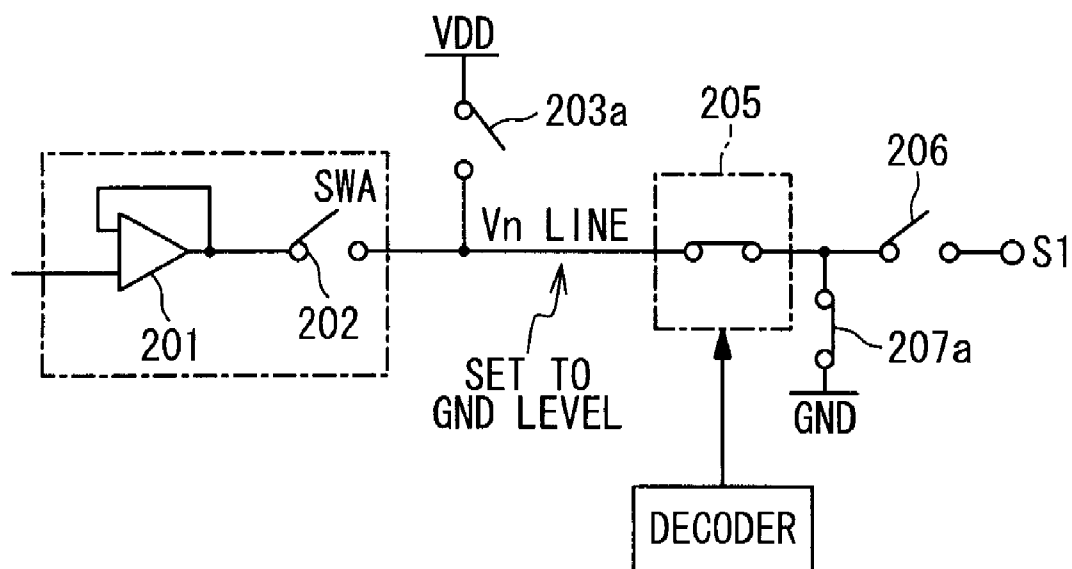 VDD
203a
205
206
SWA
Vn LINE
S1
201
202
207a
SET TO
GND LEVEL
GND
DECODER